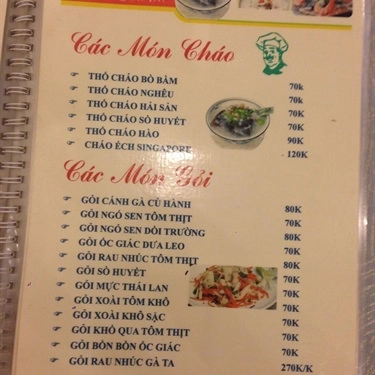 Các Món Cháo
THỐ CHÁO BÒ BẰM 70k
THỐ CHÁO NGHÊU 70K
THỐ CHÁO HẢI SẢN 70K
THỐ CHÁO SÒ HUYẾT 70K
THỐ CHÁO HÀO 90K
CHÁO ẾCH SINGAPORE 120K
Các Món Gỏi
GỎI CÁNH GÀ CỦ HÀNH 80K
GỎI NGÓ SEN TÔM THỊT 70K
GỎI NGÓ SEN DỒI TRƯỜNG 80K
GỎI ỐC GIÁC DƯA LEO 70K
GỎI RAU NHÚC TÔM THỊT 80K
GỎI SÒ HUYẾT 70K
GỎI MỰC THÁI LAN 70K
GỎI XOÀI TÔM KHÔ 70K
GỎI XOÀI KHÔ SẶC 70K
GỎI KHỔ QUA TÔM THỊT 70K
GỎI BỒN BỒN ỐC GIÁC 70K
GỎI RAU NHÚC GÀ TA 270K/K